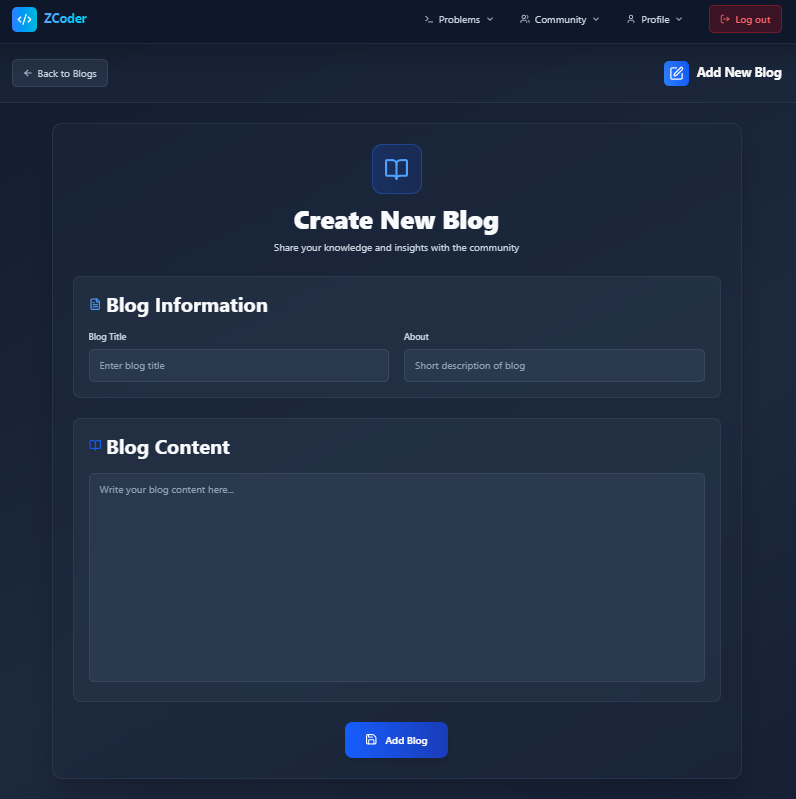 ZCoder
Problems
Community
Profile
Log out
Back to Blogs
Add New Blog
Create New Blog
Share your knowledge and insights with the community
Blog Information
Blog Title
About
Enter blog title
Short description of blog
Blog Content
Write your blog content here...
Add Blog